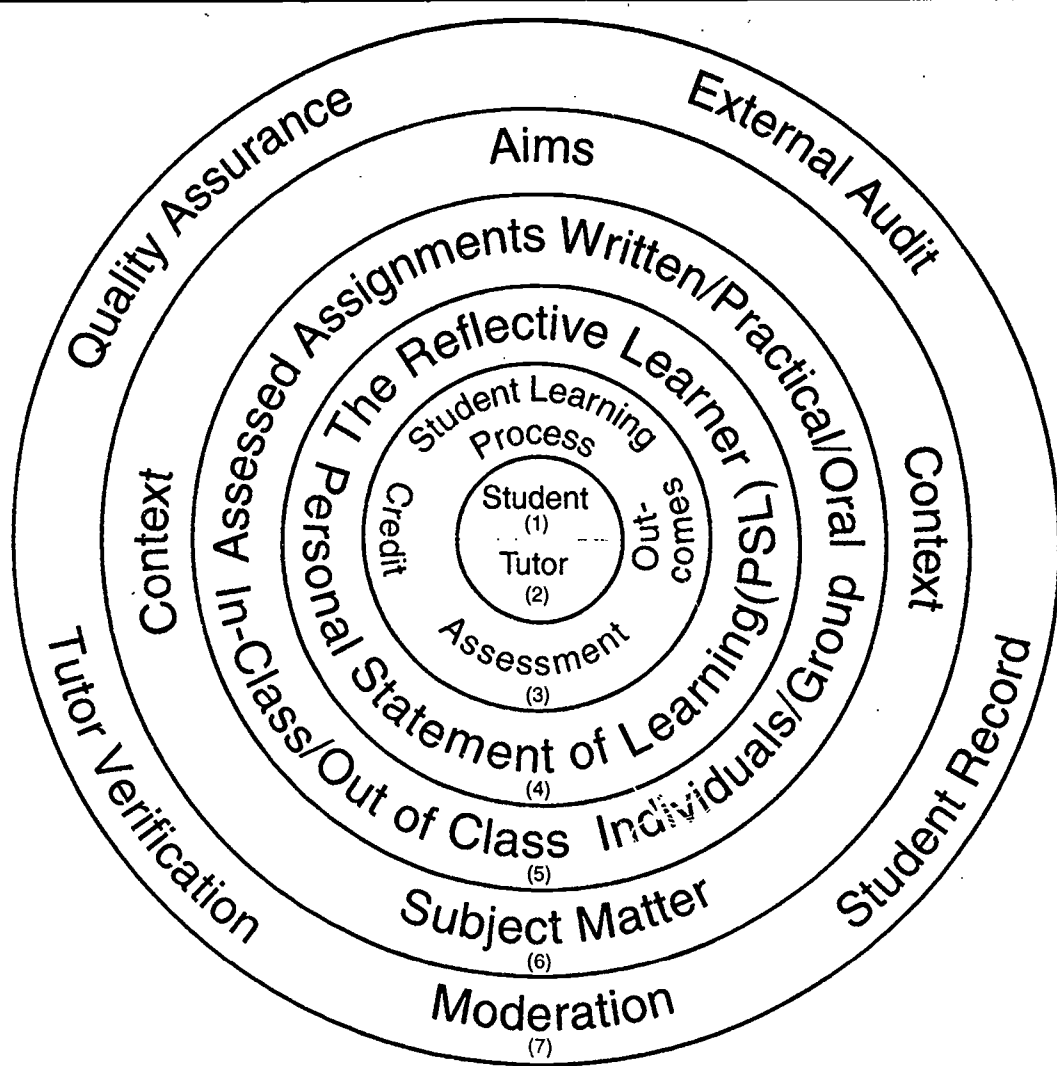 Quality Assurance
External Audit
Aims
Assessed Assignments Written/Practical/Oral
The Reflective Learner (PSL)
Student Learning
Process
Credit
Student
(1)
Tutor
(2)
Out-
comes
Assessment
(3)
Personal Statement of Learning
(4)
In-Class/Out of Class Individuals/Group
(5)
Context
Context
Subject Matter
(6)
Tutor Verification
Student Record
Moderation
(7)